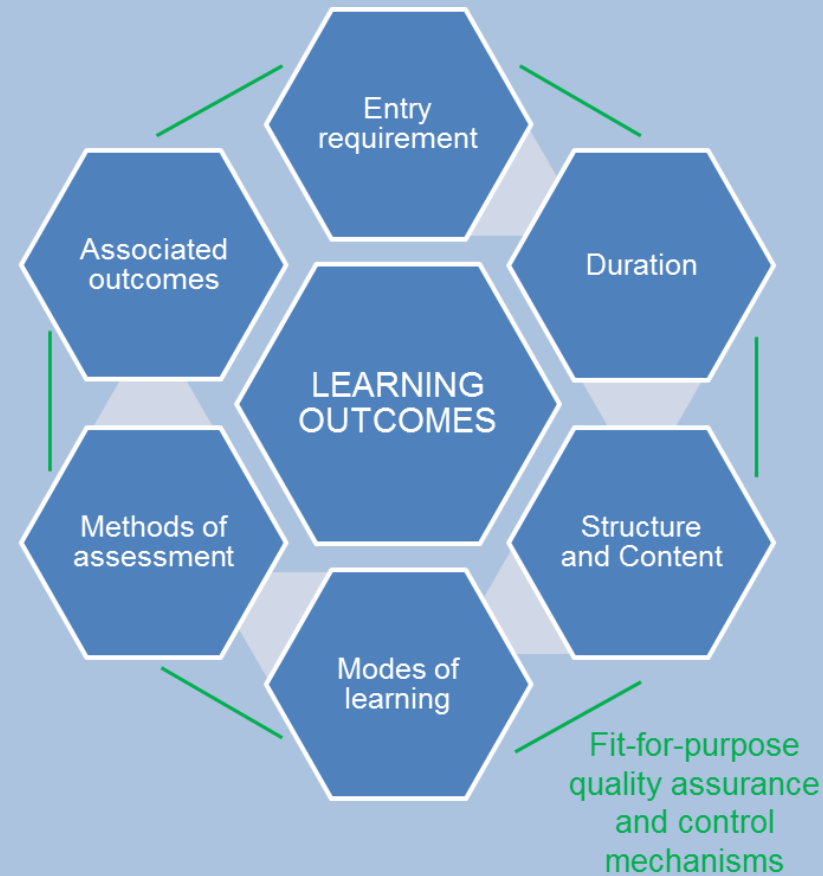 Entry
requirement
Associated
outcomes
Duration
LEARNING
OUTCOMES
Methods of
assessment
Structure
and Content
Modes of
learning
Fit-for-purpose
quality assurance
and control
mechanisms